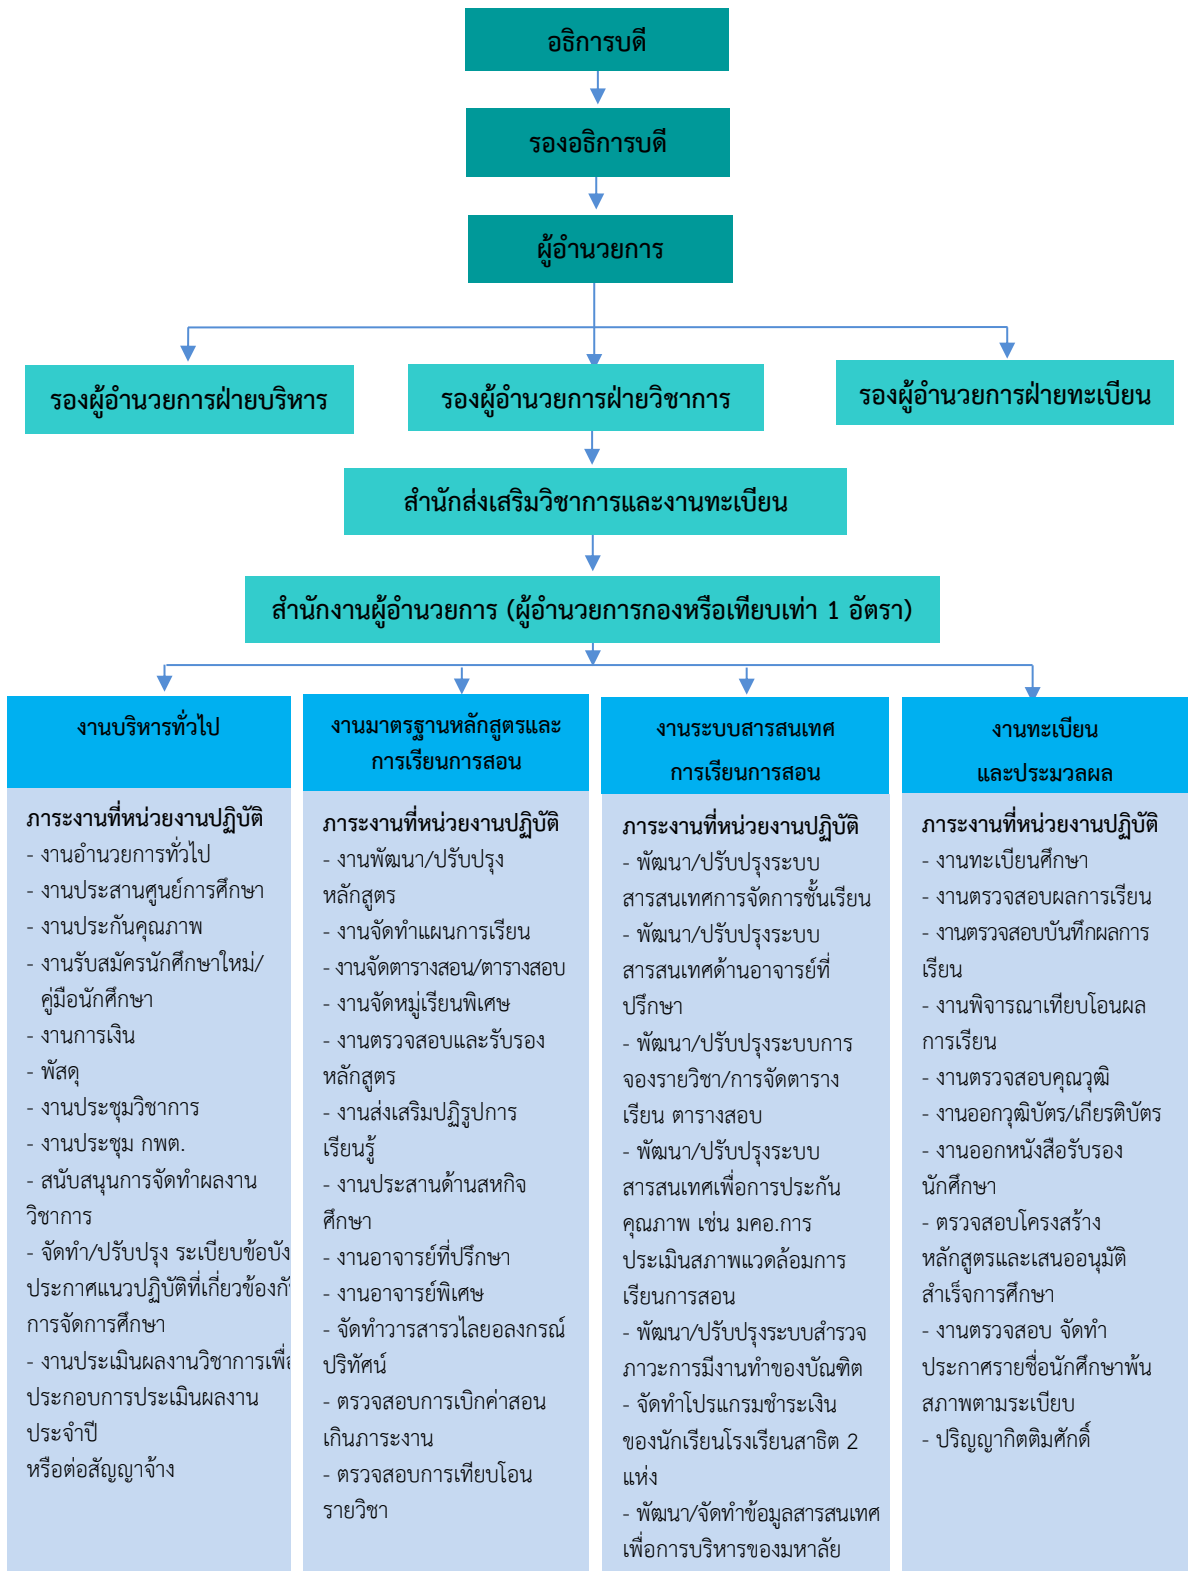 อธิการบดี
รองอธิการบดี
ผู้อำนวยการ
รองผู้อำนวยการฝ่ายบริหาร
รองผู้อำนวยการฝ่ายวิชาการ
รองผู้อำนวยการฝ่ายทะเบียน
สำนักส่งเสริมวิชาการและงานทะเบียน
สำนักงานผู้อำนวยการ (ผู้อำนวยการกองหรือเทียบเท่า 1 อัตรา)
งานบริหารทั่วไป
ภาระงานที่หน่วยงานปฏิบัติ
- งานอำนวยการทั่วไป
- งานประสานศูนย์การศึกษา
- งานประกันคุณภาพ
- งานรับสมัครนักศึกษาใหม่/
คู่มือนักศึกษา
- งานการเงิน
- พัสดุ
- งานประชุมวิชาการ
- งานประชุม กพต.
- สนับสนุนการจัดทำผลงาน
วิชาการ
- จัดทำ/ปรับปรุง ระเบียบข้อบัง
ประกาศแนวปฏิบัติที่เกี่ยวข้องกั
การจัดการศึกษา
- งานประเมินผลงานวิชาการเพื่อ
ประกอบการประเมินผลงาน
ประจำปี
หรือต่อสัญญาจ้าง
งานมาตรฐานหลักสูตรและ
การเรียนการสอน
ภาระงานที่หน่วยงานปฏิบัติ
- งานพัฒนา/ปรับปรุง
หลักสูตร
- งานจัดทำแผนการเรียน
- งานจัดตารางสอน/ตารางสอบ
- งานจัดหมู่เรียนพิเศษ
- งานตรวจสอบและรับรอง
หลักสูตร
- งานส่งเสริมปฏิรูปการ
เรียนรู้
- งานประสานด้านสหกิจ
ศึกษา
- งานอาจารย์ที่ปรึกษา
- งานอาจารย์พิเศษ
- จัดทำวารสารวไลยอลงกรณ์
ปริทัศน์
- ตรวจสอบการเบิกค่าสอน
เกินภาระงาน
- ตรวจสอบการเทียบโอน
รายวิชา
งานระบบสารสนเทศ
การเรียนการสอน
ภาระงานที่หน่วยงานปฏิบัติ
- พัฒนา/ปรับปรุงระบบ
สารสนเทศการจัดการชั้นเรียน
- พัฒนา/ปรับปรุงระบบ
สารสนเทศด้านอาจารย์ที่
ปรึกษา
- พัฒนา/ปรับปรุงระบบการ
จองรายวิชา/การจัดตาราง
เรียน ตารางสอบ
- พัฒนา/ปรับปรุงระบบ
สารสนเทศเพื่อการประกัน
คุณภาพ เช่น มคอ.การ
ประเมินสภาพแวดล้อมการ
เรียนการสอน
- พัฒนา/ปรับปรุงระบบสำรวจ
ภาวะการมีงานทำของบัณฑิต
- จัดทำโปรแกรมชำระเงิน
ของนักเรียนโรงเรียนสาธิต 2
แห่ง
- พัฒนา/จัดทำข้อมูลสารสนเทศ
เพื่อการบริหารของมหาลัย
งานทะเบียน
และประมวลผล
ภาระงานที่หน่วยงานปฏิบัติ
- งานทะเบียนศึกษา
- งานตรวจสอบผลการเรียน
- งานตรวจสอบบันทึกผลการ
เรียน
- งานพิจารณาเทียบโอนผล
การเรียน
- งานตรวจสอบคุณวุฒิ
- งานออกวุฒิบัตร/เกียรติบัตร
- งานออกหนังสือรับรอง
นักศึกษา
- ตรวจสอบโครงสร้าง
หลักสูตรและเสนออนุมัติ
สำเร็จการศึกษา
- งานตรวจสอบ จัดทำ
ประกาศรายชื่อนักศึกษาพ้น
สภาพตามระเบียบ
- ปริญญากิตติมศักดิ์